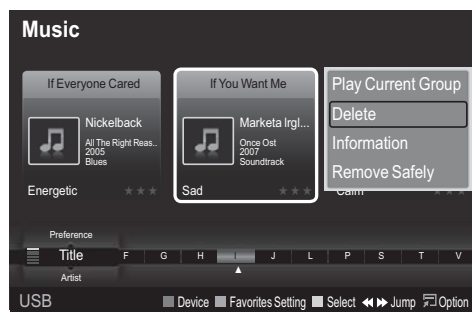 Music
If Everyone Cared
Nickelback
All The Right Reas..
2005
Blues
Energetic
If You Want Me
Marketa Irgl...
Once Ost
2007
Soundtrack
Sad
Play Current Group
Delete
Information
Remove Safely
Calm
Preference
Title F G H I J L P S T V
Artist
USB Device Favorites Setting Select Jump Option